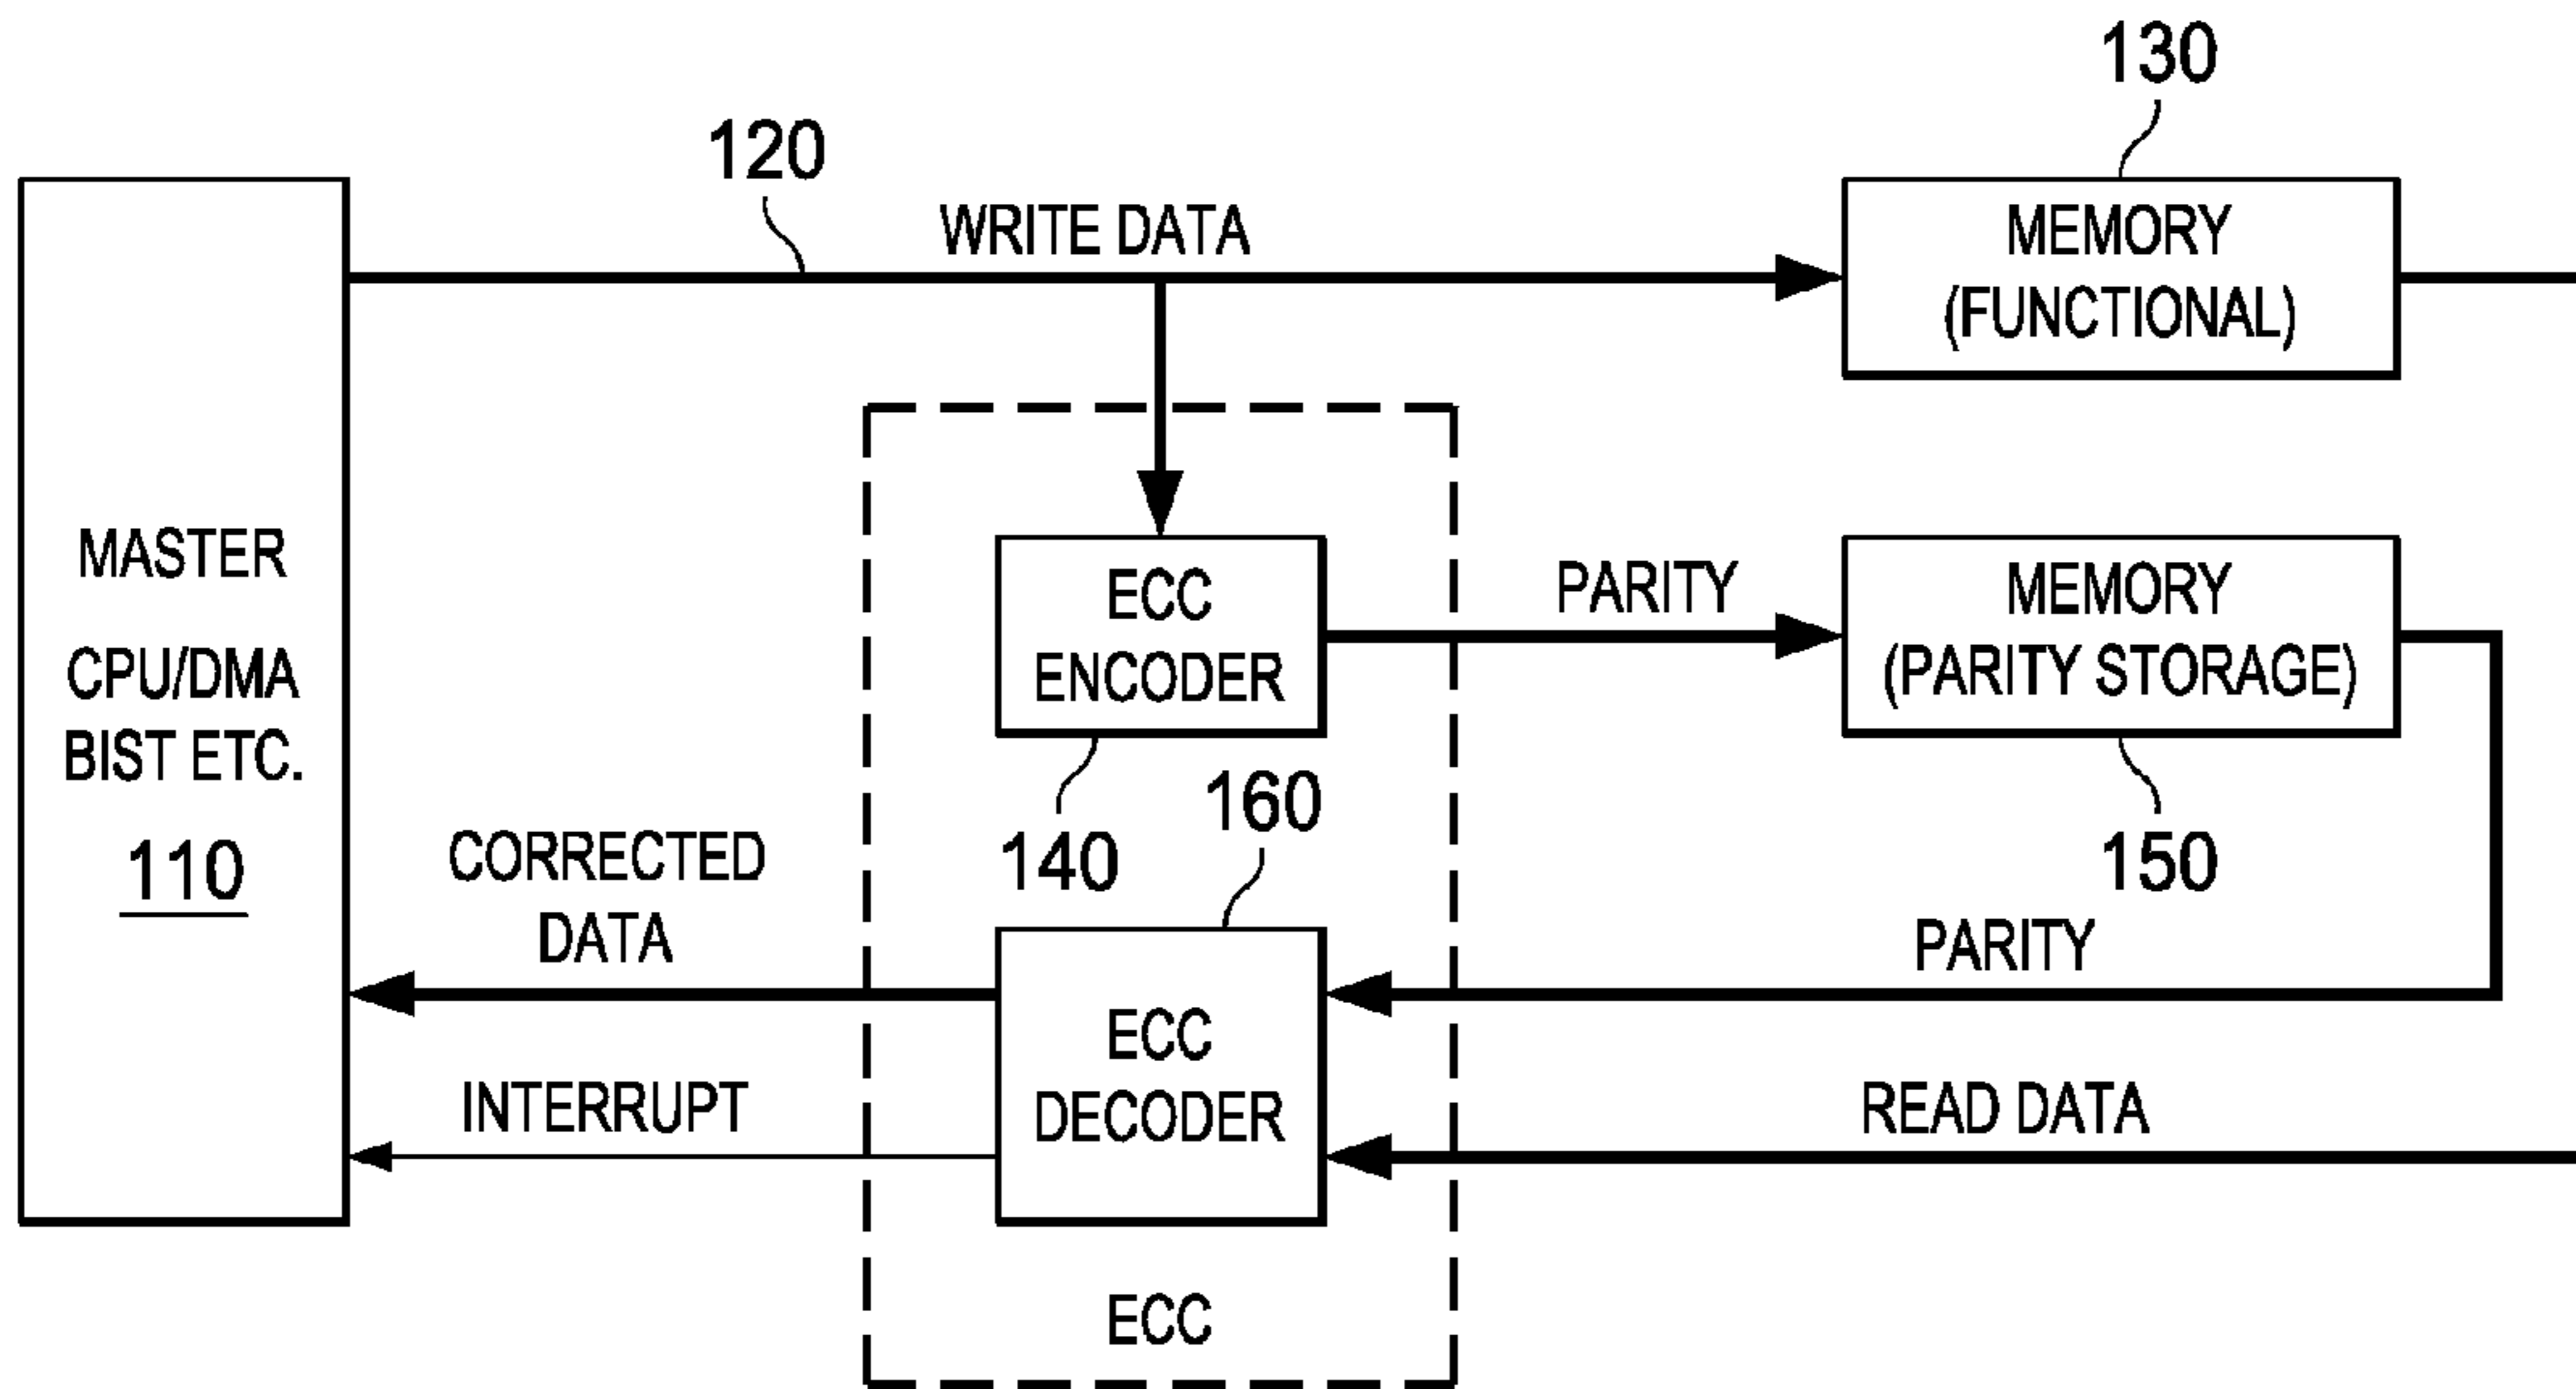 130
120
WRITE DATA
MEMORY
(FUNCTIONAL)
MASTER
CPU/DMA
BIST ETC.
110
ECC
ENCODER
140
PARITY
MEMORY
(PARITY STORAGE)
150
160
CORRECTED
DATA
PARITY
ECC
DECODER
INTERRUPT
READ DATA
ECC